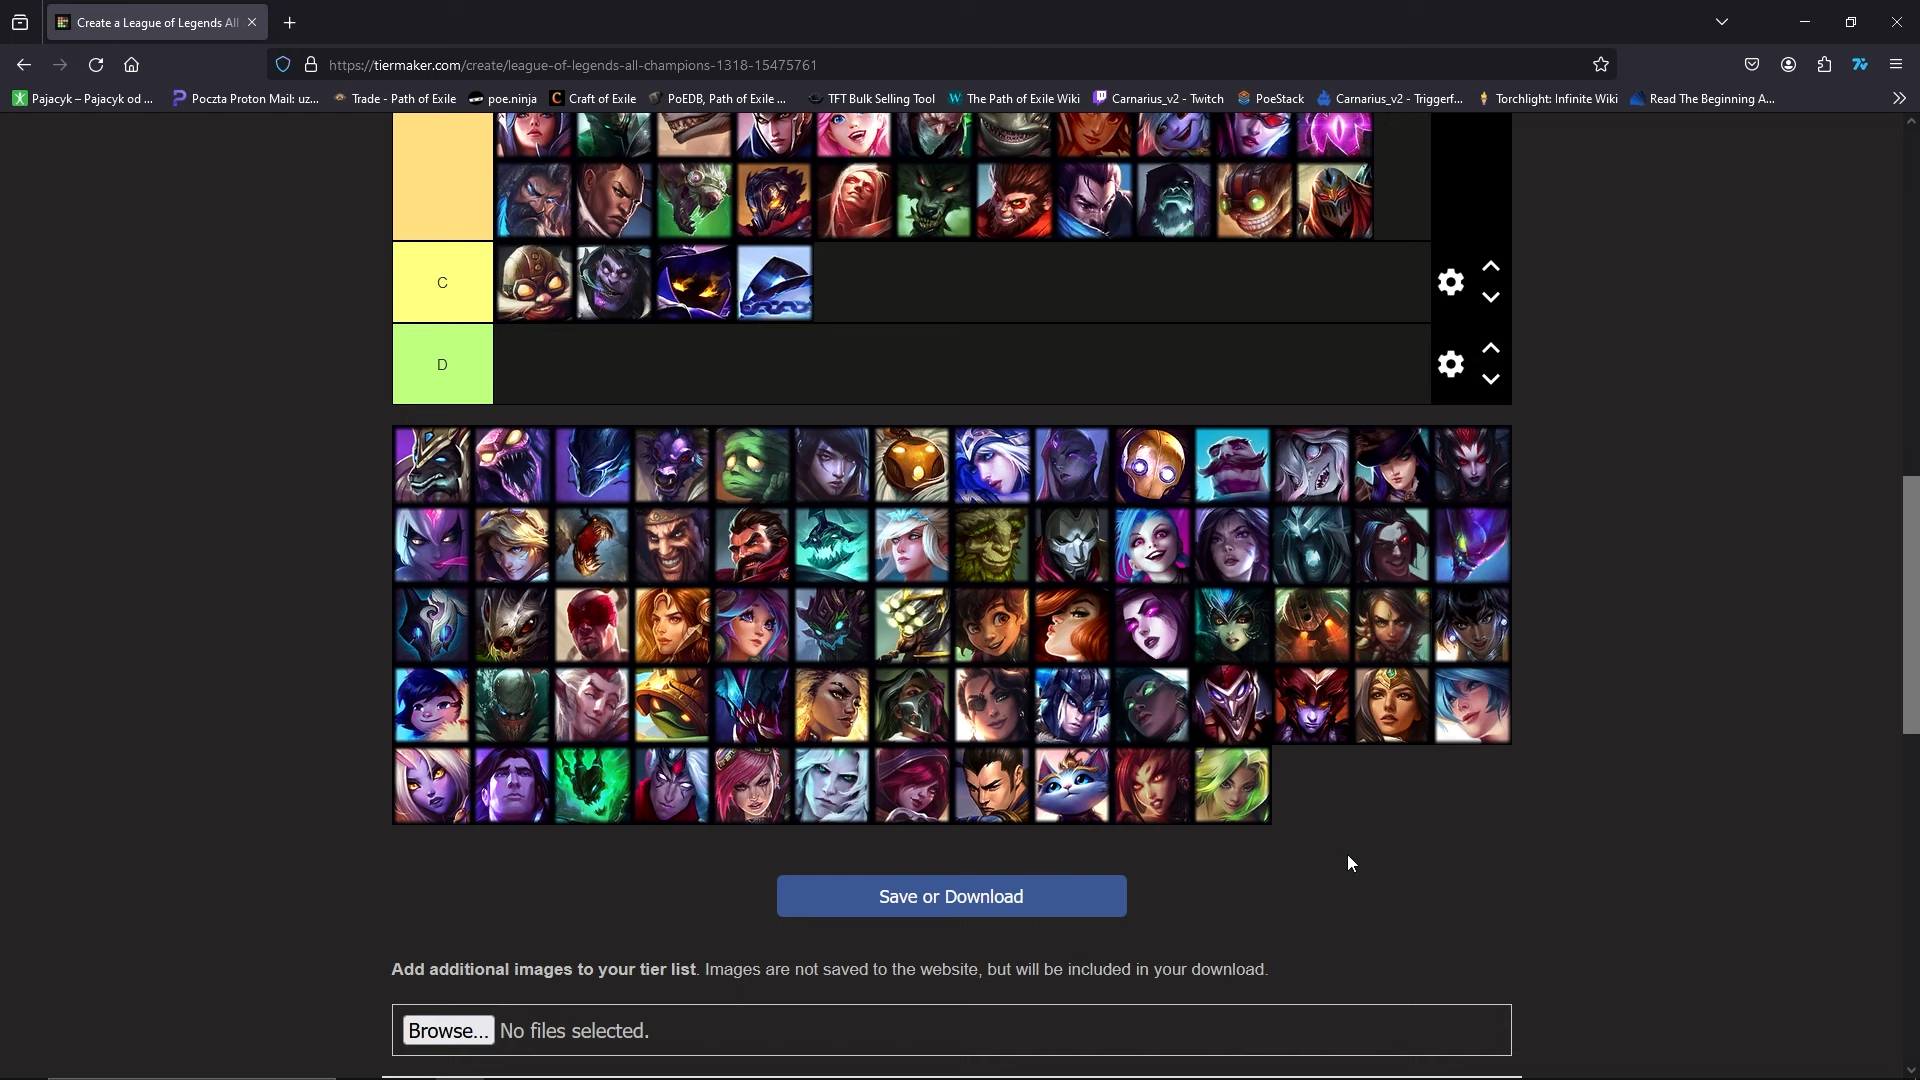 Create a League of Legends All
https://tiermaker.com/create/league-of-legends-all-champions-1318-15475761
Pajacyk – Pajacyk od ... Poczta Proton Mail: uz... Trade - Path of Exile poe.ninja Craft of Exile PoEDB, Path of Exile ... TFT Bulk Selling Tool The Path of Exile Wiki Carnarius_v2 - Twitch PoeStack Carnarius_v2 - Triggerf... Torchlight: Infinite Wiki Read The Beginning A...
C
D
Save or Download
Add additional images to your tier list. Images are not saved to the website, but will be included in your download.
Browse... No files selected.